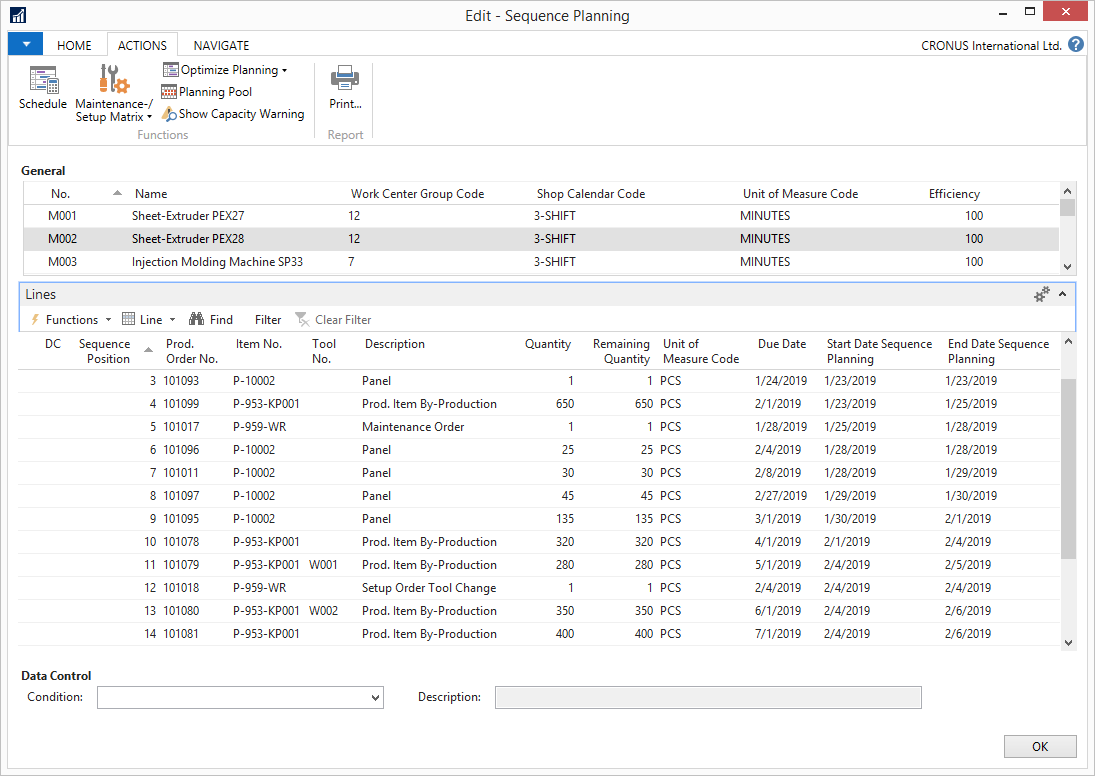 Edit - Sequence Planning
HOME ACTIONS NAVIGATE CRONUS International Ltd. ?
Schedule
Maintenance-/
Setup Matrix
Optimize Planning
Planning Pool
Show Capacity Warning
Print...
Functions Report
General
No. Name Work Center Group Code Shop Calendar Code Unit of Measure Code Efficiency
M001 Sheet-Extruder PEX27 12 3-SHIFT MINUTES 100
M002 Sheet-Extruder PEX28 12 3-SHIFT MINUTES 100
M003 Injection Molding Machine SP33 7 3-SHIFT MINUTES 100
Lines
Functions Line Find Filter Clear Filter
DC Sequence Prod. Item No. Tool Description Quantity Remaining Unit of Due Date Start Date Sequence End Date Sequence
Position Order No. No. Quantity Measure Code Planning Planning
3 101093 P-10002 Panel 1 1 PCS 1/24/2019 1/23/2019 1/23/2019
4 101099 P-953-KP001 Prod. Item By-Production 650 650 PCS 2/1/2019 1/23/2019 1/25/2019
5 101017 P-959-WR Maintenance Order 1 1 PCS 1/28/2019 1/25/2019 1/28/2019
6 101096 P-10002 Panel 25 25 PCS 2/4/2019 1/28/2019 1/28/2019
7 101011 P-10002 Panel 30 30 PCS 2/8/2019 1/28/2019 1/29/2019
8 101097 P-10002 Panel 45 45 PCS 2/27/2019 1/29/2019 1/30/2019
9 101095 P-10002 Panel 135 135 PCS 3/1/2019 1/30/2019 2/1/2019
10 101078 P-953-KP001 Prod. Item By-Production 320 320 PCS 4/1/2019 2/1/2019 2/4/2019
11 101079 P-953-KP001 W001 Prod. Item By-Production 280 280 PCS 5/1/2019 2/4/2019 2/5/2019
12 101018 P-959-WR Setup Order Tool Change 1 1 PCS 2/4/2019 2/4/2019 2/4/2019
13 101080 P-953-KP001 W002 Prod. Item By-Production 350 350 PCS 6/1/2019 2/4/2019 2/6/2019
14 101081 P-953-KP001 Prod. Item By-Production 400 400 PCS 7/1/2019 2/4/2019 2/6/2019
Data Control
Condition: Description:
OK